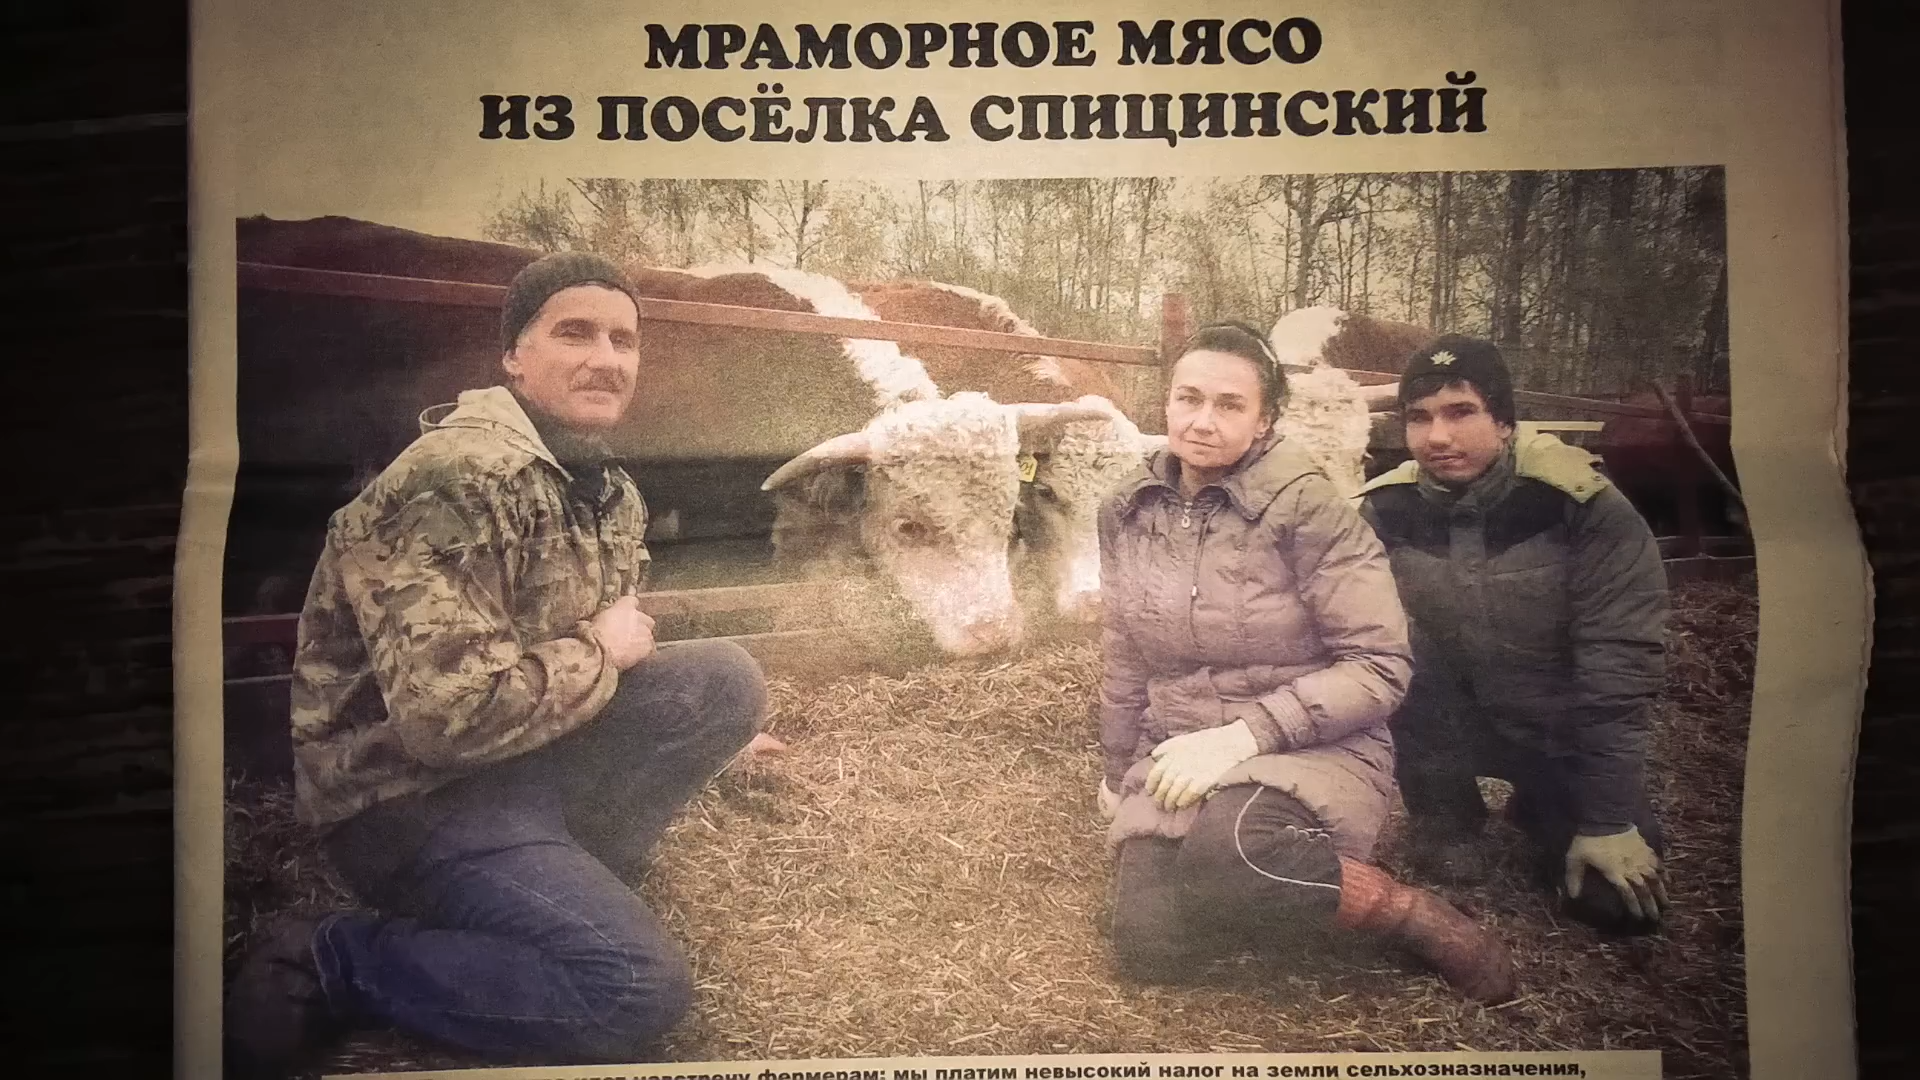 МРАМОРНОЕ МЯСО
ИЗ ПОСЁЛКА СПИЦИНСКИЙ
навстречу фермерам: мы платим невысокий налог на земли сельхозназначения,